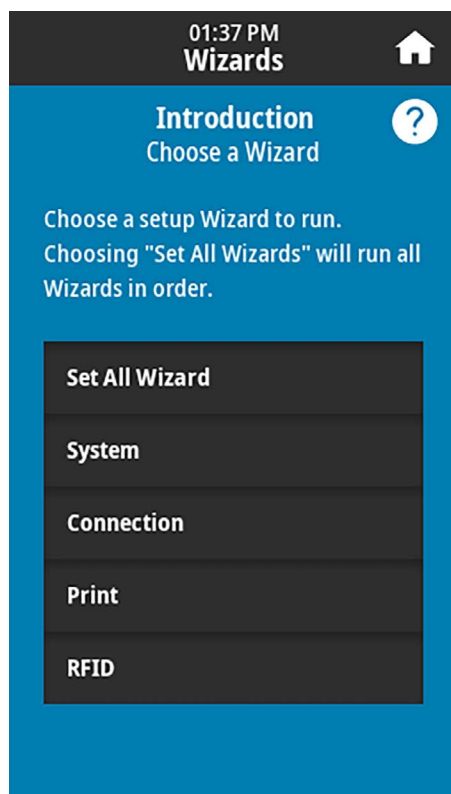 01:37 PM
Wizards
Introduction
Choose a Wizard
?
Choose a setup Wizard to run.
Choosing "Set All Wizards" will run all
Wizards in order.
Set All Wizard
System
Connection
Print
RFID